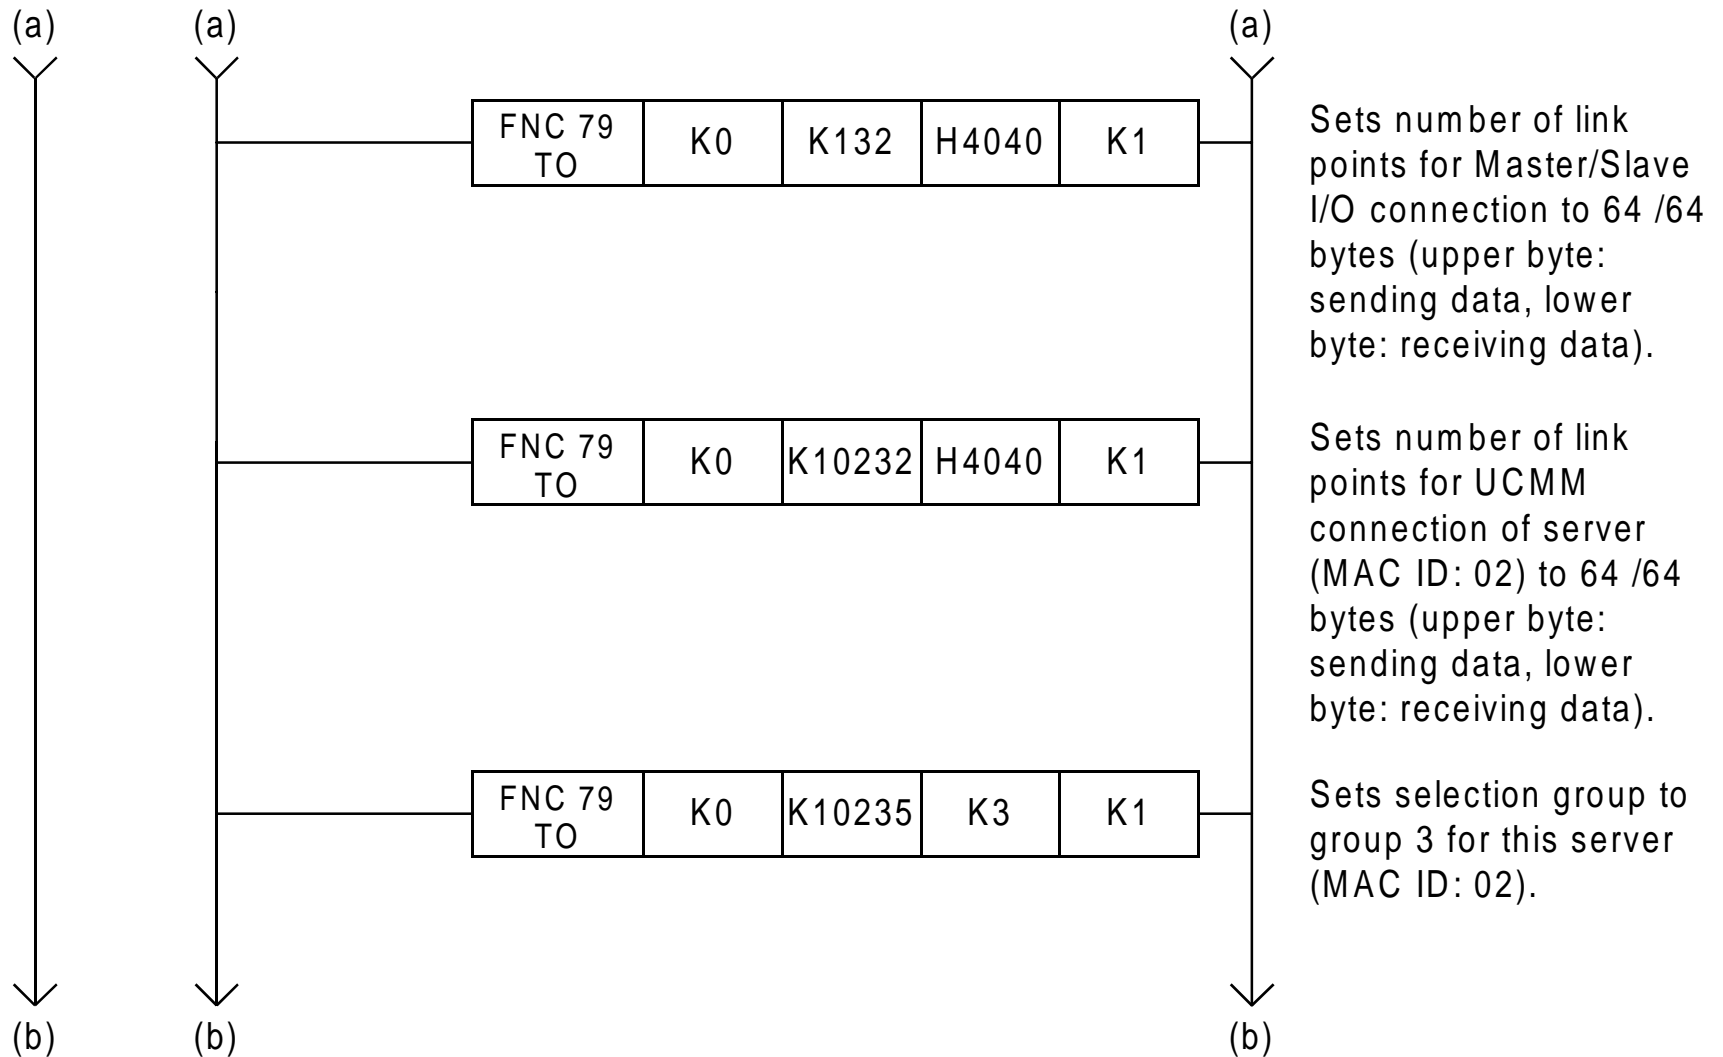 (a)
(a)
(a)
FNC 79
TO
K0
K132
H4040
K1
Sets number of link
points for Master/Slave
I/O connection to 64 /64
bytes (upper byte:
sending data, lower
byte: receiving data).
FNC 79
TO
K0
K10232
H4040
K1
Sets number of link
points for UCMM
connection of server
(MAC ID: 02) to 64 /64
bytes (upper byte:
sending data, lower
byte: receiving data).
FNC 79
TO
K0
K10235
K3
K1
Sets selection group to
group 3 for this server
(MAC ID: 02).
(b)
(b)
(b)